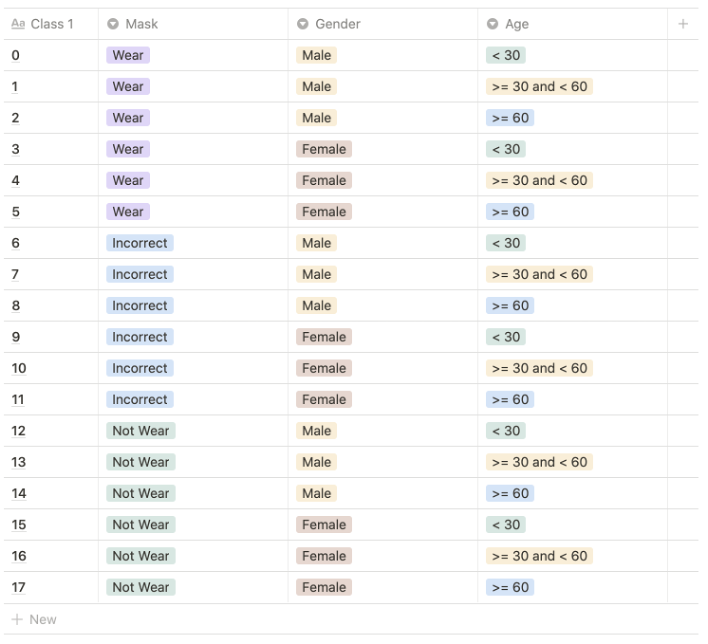 Aa Class 1 Mask Gender Age
0 Wear Male < 30
1 Wear Male >= 30 and < 60
2 Wear Male >= 60
3 Wear Female < 30
4 Wear Female >= 30 and < 60
5 Wear Female >= 60
6 Incorrect Male < 30
7 Incorrect Male >= 30 and < 60
8 Incorrect Male >= 60
9 Incorrect Female < 30
10 Incorrect Female >= 30 and < 60
11 Incorrect Female >= 60
12 Not Wear Male < 30
13 Not Wear Male >= 30 and < 60
14 Not Wear Male >= 60
15 Not Wear Female < 30
16 Not Wear Female >= 30 and < 60
17 Not Wear Female >= 60
+ New